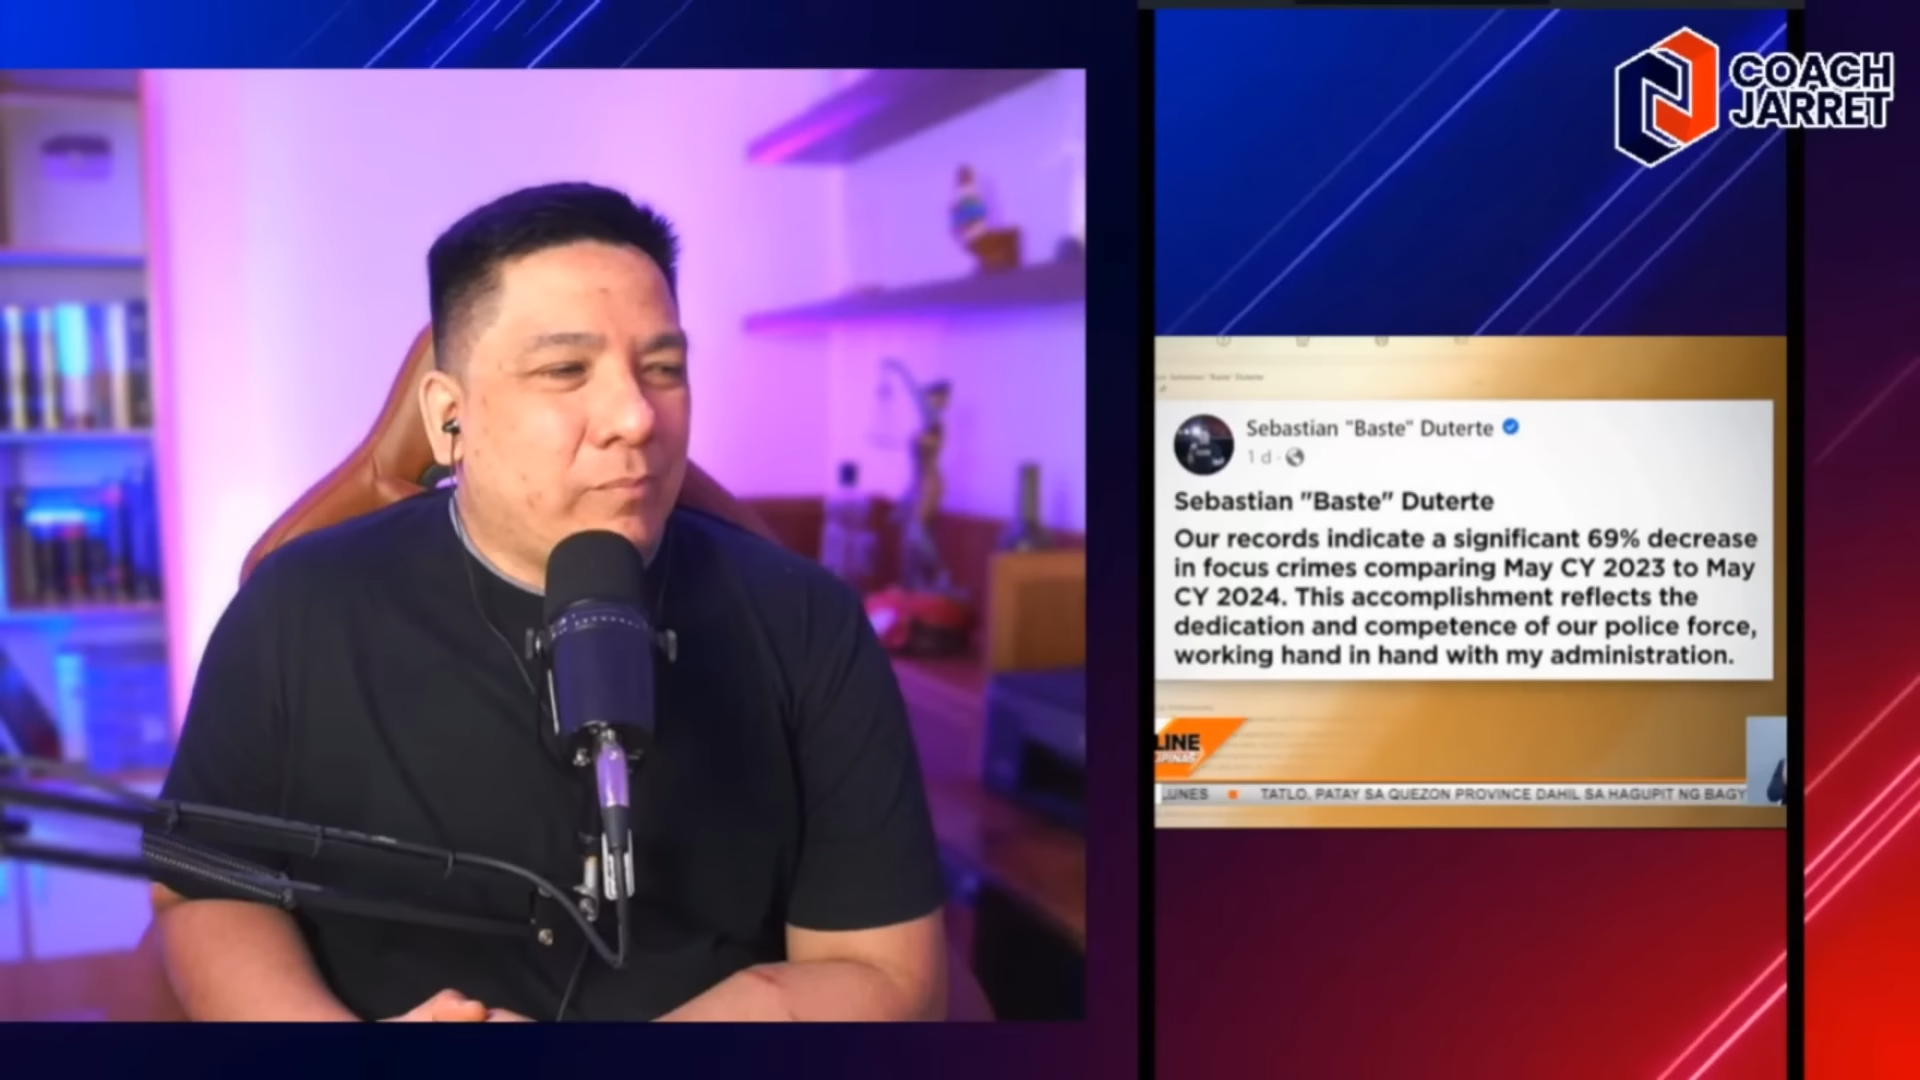 COACH
JARRET
Sebastian "Baste" Duterte
1 d
Sebastian "Baste" Duterte
Our records indicate a significant 69% decrease
in focus crimes comparing May CY 2023 to May
CY 2024. This accomplishment reflects the
dedication and competence of our police force,
working hand in hand with my administration.
LINE
LUNES TATLO, PATAY SA QUEZON PROVINCE DAHIL SA HAGUPIT NG BAGY